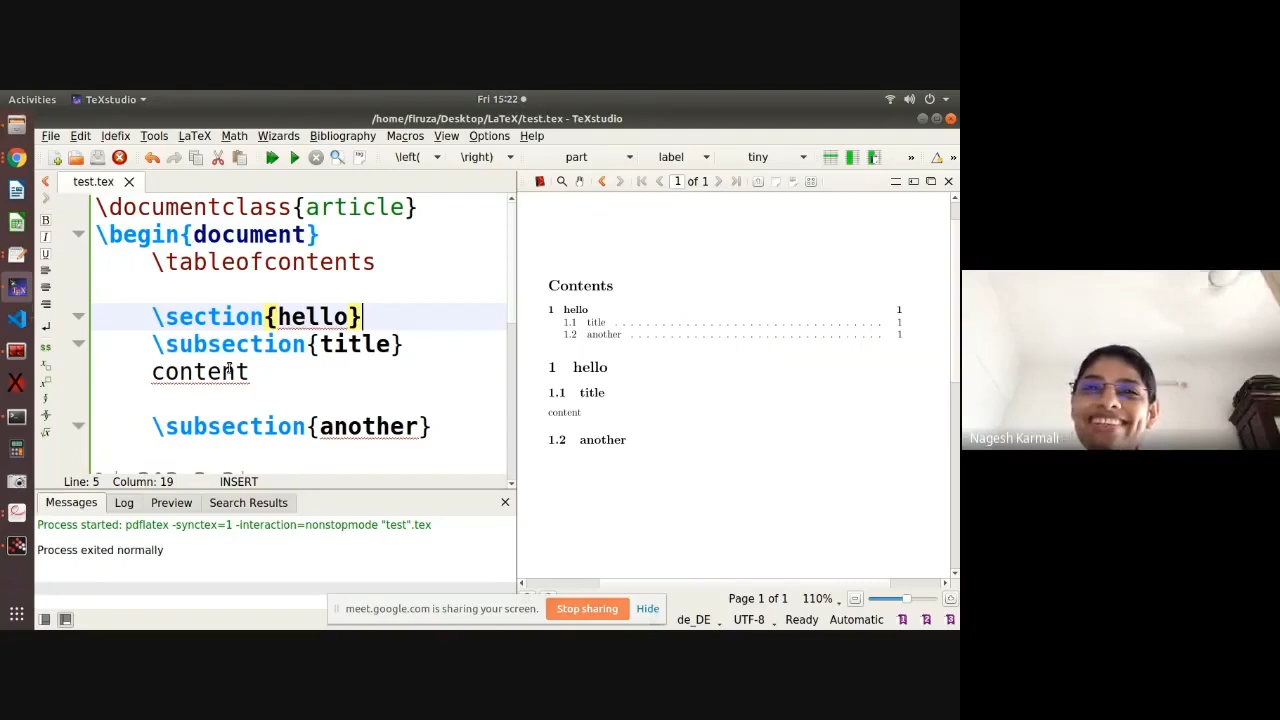 Activities
TeXstudio
Fri 15:22
/home/firuza/Desktop/LaTeX/test.tex - TeXstudio
File Edit Idefix Tools LaTeX Math Wizards Bibliography Macros View Options Help
\left( \right) part label tiny » »
test.tex
1 of 1
\documentclass{article}
\begin{document}
\tableofcontents
\section{hello}
\subsection{title}
content
\subsection{another}
Line: 5 Column: 19 INSERT
Messages Log Preview Search Results
Process started: pdflatex -synctex=1 -interaction=nonstopmode "test".tex
Process exited normally
Contents
1 hello 1
1.1 title . . . . . . . . . . . . . . . . . . . . . . . . . . . . . . . . . 1
1.2 another . . . . . . . . . . . . . . . . . . . . . . . . . . . . . . . 1
1 hello
1.1 title
content
1.2 another
Page 1 of 1 110%
meet.google.com is sharing your screen. Stop sharing Hide
de_DE UTF-8 Ready Automatic
Nagesh Karmali